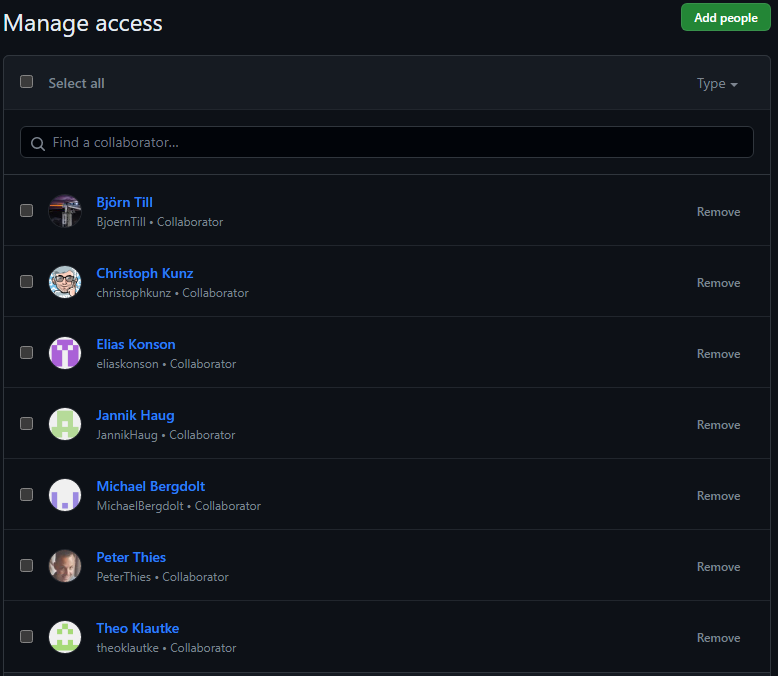 Manage access
Add people
Select all
Type
Find a collaborator...
Björn Till
BjoernTill • Collaborator
Remove
Christoph Kunz
christophkunz • Collaborator
Remove
Elias Konson
eliaskonson • Collaborator
Remove
Jannik Haug
JannikHaug • Collaborator
Remove
Michael Bergdolt
MichaelBergdolt • Collaborator
Remove
Peter Thies
PeterThies • Collaborator
Remove
Theo Klautke
theoklautke • Collaborator
Remove